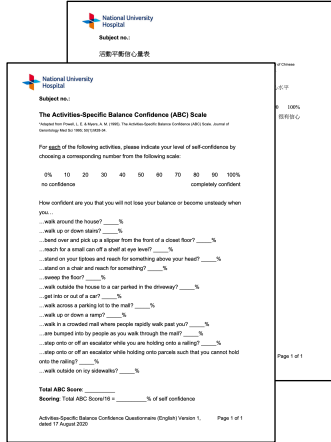 National University
Hospital
Subject no.:
活動平衡信心量表
of Chinese
水平
0 100%
很有信心
Page 1 of 1
National University
Hospital
Subject no.:
The Activities-Specific Balance Confidence (ABC) Scale
*Adapted from Powell, L. E. & Myers, A. M. (1995). The Activities-Specific Balance Confidence (ABC) Scale. Journal of
Gerontology Med Sci 1995; 50(1):M28-34.
For each of the following activities, please indicate your level of self-confidence by
choosing a corresponding number from the following scale:
0% 10 20 30 40 50 60 70 80 90 100%
no confidence completely confident
How confident are you that you will not lose your balance or become unsteady when
you…
…walk around the house? _____%
…walk up or down stairs? _____%
…bend over and pick up a slipper from the front of a closet floor? _____%
…reach for a small can off a shelf at eye level? _____%
…stand on your tiptoes and reach for something above your head? _____%
…stand on a chair and reach for something? _____%
…sweep the floor? _____%
…walk outside the house to a car parked in the driveway? _____%
…get into or out of a car? _____%
…walk across a parking lot to the mall? _____%
…walk up or down a ramp? _____%
…walk in a crowded mall where people rapidly walk past you? _____%
…are bumped into by people as you walk through the mall? _____%
…step onto or off an escalator while you are holding onto a railing? _____%
…step onto or off an escalator while holding onto parcels such that you cannot hold
onto the railing? _____%
…walk outside on icy sidewalks? _____%
Total ABC Score: __________
Scoring: Total ABC Score/16 = ________% of self confidence
Activities-Specific Balance Confidence Questionnaire (English) Version 1, Page 1 of 1
dated 17 August 2020